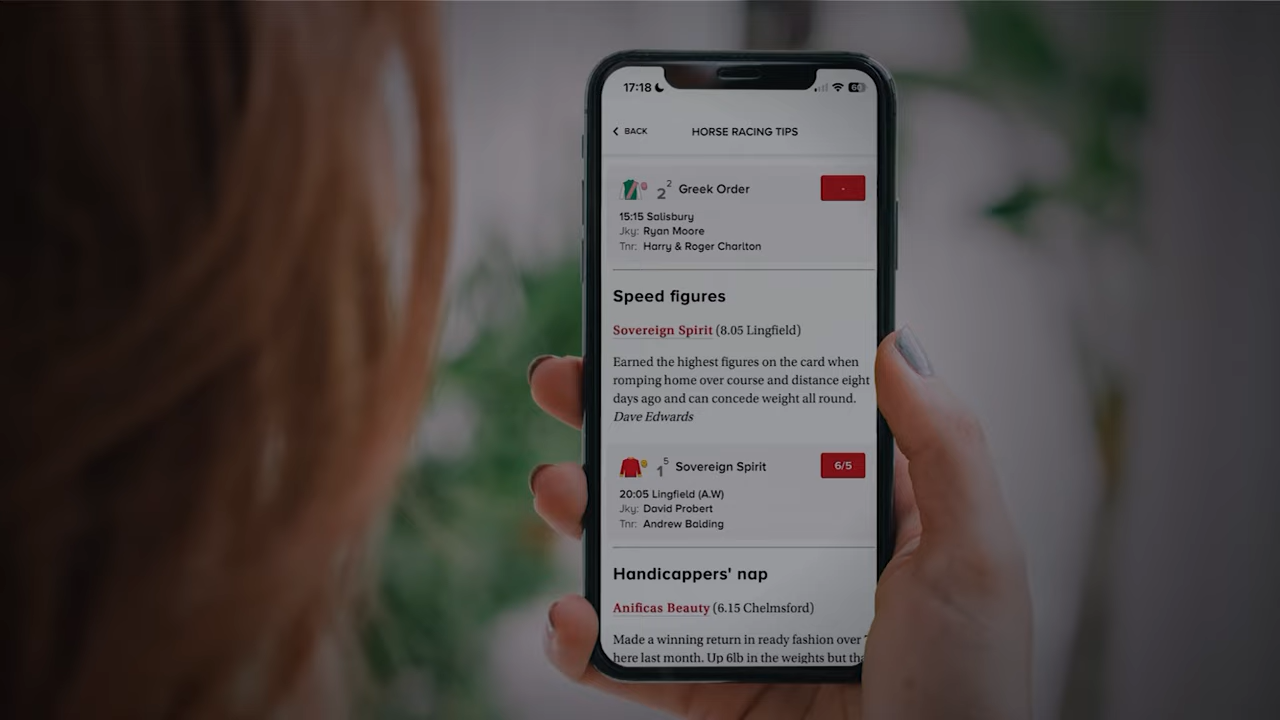 17:18
BACK
HORSE RACING TIPS
2 2 Greek Order
15:15 Salisbury
Jky: Ryan Moore
Tnr: Harry & Roger Charlton
Speed figures
Sovereign Spirit (8.05 Lingfield)
Earned the highest figures on the card when
romping home over course and distance eight
days ago and can concede weight all round.
Dave Edwards
1 5 Sovereign Spirit
6/5
20:05 Lingfield (A.W)
Jky: David Probert
Tnr: Andrew Balding
Handicappers' nap
Anificas Beauty (6.15 Chelmsford)
Made a winning return in ready fashion over 7
here last month. Up 6lb in the weights but